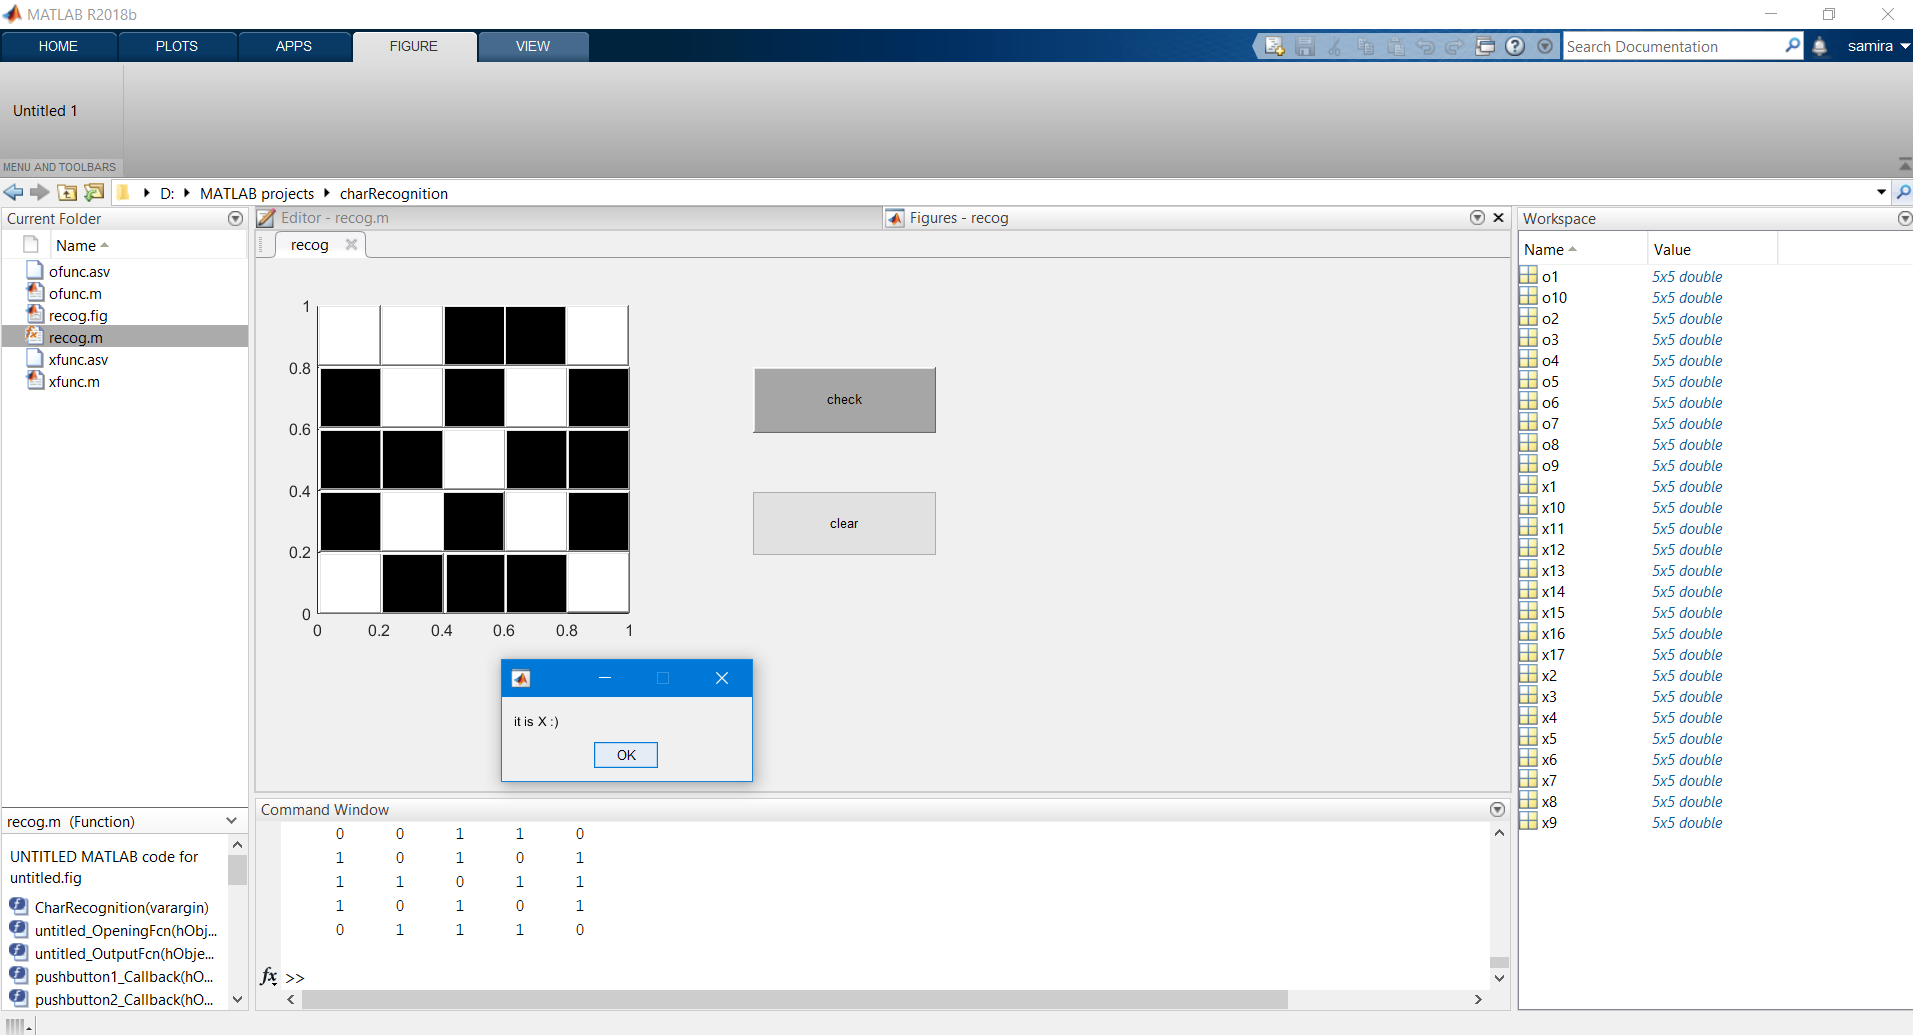 MATLAB R2018b
HOME PLOTS APPS FIGURE VIEW
Search Documentation
samira
Untitled 1
MENU AND TOOLBARS
D: MATLAB projects charRecognition
Current Folder
Name
ofunc.asv
ofunc.m
recog.fig
recog.m
xfunc.asv
xfunc.m
recog.m (Function)
UNTITLED MATLAB code for
untitled.fig
CharRecognition(varargin)
untitled_OpeningFcn(hObj...
untitled_OutputFcn(hObje...
pushbutton1_Callback(hO...
pushbutton2_Callback(hO...
Editor - recog.m
Figures - recog
recog
1
0.8
0.6
0.4
0.2
0
0 0.2 0.4 0.6 0.8 1
check
clear
it is X :)
OK
Command Window
0 0 1 1 0
1 0 1 0 1
1 1 0 1 1
1 0 1 0 1
0 1 1 1 0
fx >>
Workspace
Name Value
o1 5x5 double
o10 5x5 double
o2 5x5 double
o3 5x5 double
o4 5x5 double
o5 5x5 double
o6 5x5 double
o7 5x5 double
o8 5x5 double
o9 5x5 double
x1 5x5 double
x10 5x5 double
x11 5x5 double
x12 5x5 double
x13 5x5 double
x14 5x5 double
x15 5x5 double
x16 5x5 double
x17 5x5 double
x2 5x5 double
x3 5x5 double
x4 5x5 double
x5 5x5 double
x6 5x5 double
x7 5x5 double
x8 5x5 double
x9 5x5 double